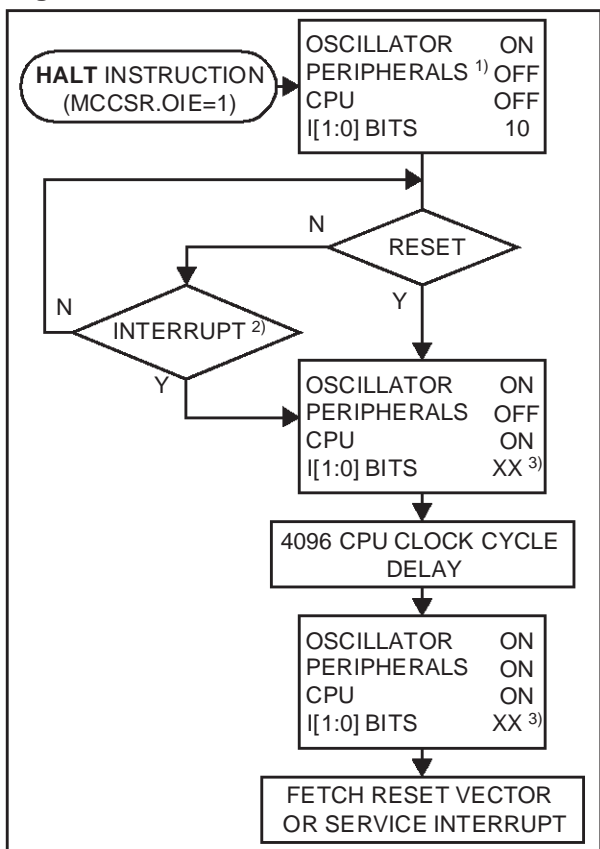 HALT INSTRUCTION
(MCCSR.OIE=1)
OSCILLATOR ON
PERIPHERALS 1) OFF
CPU OFF
I[1:0] BITS 10
N
RESET
Y
N
INTERRUPT 2)
Y
OSCILLATOR ON
PERIPHERALS OFF
CPU ON
I[1:0] BITS XX 3)
4096 CPU CLOCK CYCLE
DELAY
OSCILLATOR ON
PERIPHERALS ON
CPU ON
I[1:0] BITS XX 3)
FETCH RESET VECTOR
OR SERVICE INTERRUPT